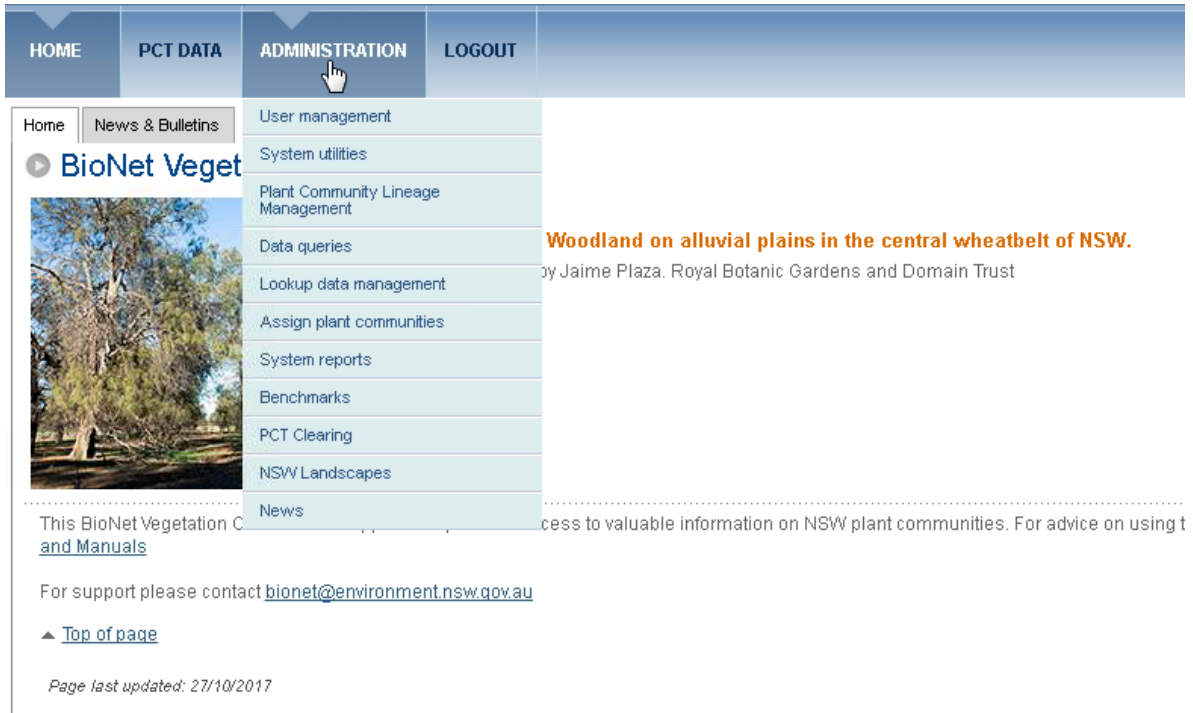 HOME PCT DATA ADMINISTRATION LOGOUT
Home News & Bulletins
BioNet Veget
User management
System utilities
Plant Community Lineage
Management
Data queries
Lookup data management
Assign plant communities
System reports
Benchmarks
PCT Clearing
NSW Landscapes
News
Woodland on alluvial plains in the central wheatbelt of NSW.
by Jaime Plaza. Royal Botanic Gardens and Domain Trust
This BioNet Vegetation C cess to valuable information on NSW plant communities. For advice on using t
and Manuals
For support please contact bionet@environment.nsw.gov.au
Top of page
Page last updated: 27/10/2017